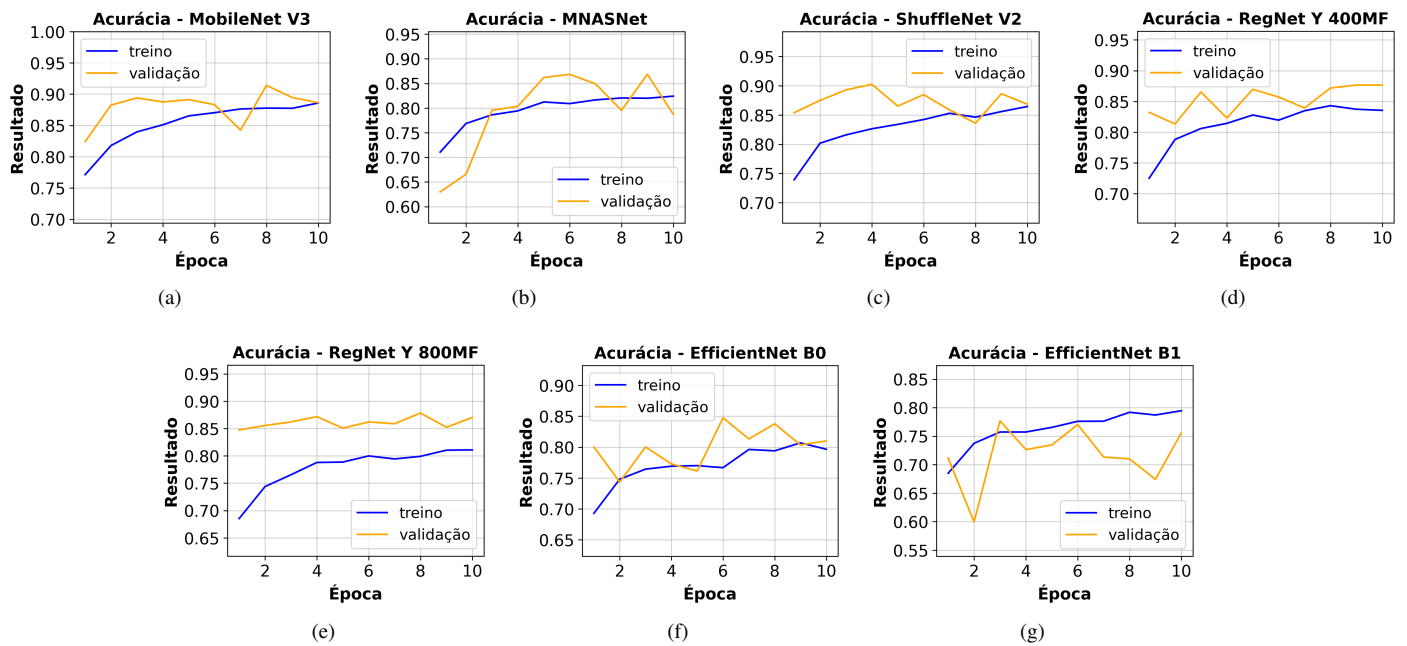 Acurácia - MobileNet V3
1.00
0.95
0.90
0.85
0.80
0.75
0.70
Resultado
treino
validação
2 4 6 8 10
Época
(a)
Acurácia - MNASNet
0.95
0.90
0.85
0.80
0.75
0.70
0.65
0.60
Resultado
treino
validação
2 4 6 8 10
Época
(b)
Acurácia - ShuffleNet V2
0.95
0.90
0.85
0.80
0.75
0.70
Resultado
treino
validação
2 4 6 8 10
Época
(c)
Acurácia - RegNet Y 400MF
0.95
0.90
0.85
0.80
0.75
0.70
Resultado
treino
validação
2 4 6 8 10
Época
(d)
Acurácia - RegNet Y 800MF
0.95
0.90
0.85
0.80
0.75
0.70
0.65
Resultado
treino
validação
2 4 6 8 10
Época
(e)
Acurácia - EfficientNet B0
0.90
0.85
0.80
0.75
0.70
0.65
Resultado
treino
validação
2 4 6 8 10
Época
(f)
Acurácia - EfficientNet B1
0.85
0.80
0.75
0.70
0.65
0.60
0.55
Resultado
treino
validação
2 4 6 8 10
Época
(g)